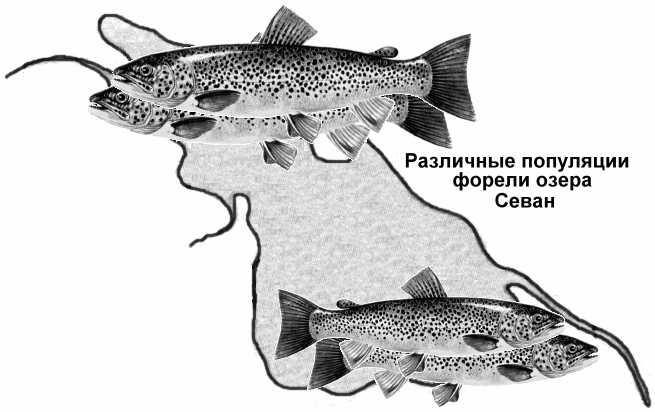 Различные популяции
форели озера
Севан